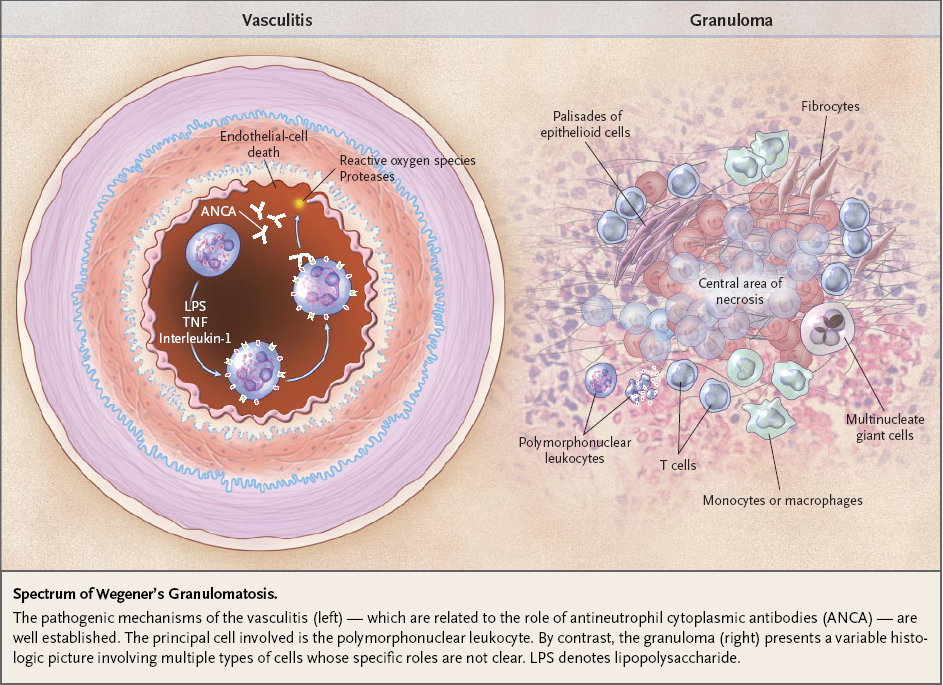 Vasculitis
Granuloma
Endothelial-cell
death
Reactive oxygen species
Proteases
ANCA
LPS
TNF
Interleukin-1
Palisades of
epithelioid cells
Fibrocytes
Central area of
necrosis
Multinucleate
giant cells
Polymorphonuclear
leukocytes
T cells
Monocytes or macrophages
Spectrum of Wegener’s Granulomatosis.
The pathogenic mechanisms of the vasculitis (left) — which are related to the role of antineutrophil cytoplasmic antibodies (ANCA) — are
well established. The principal cell involved is the polymorphonuclear leukocyte. By contrast, the granuloma (right) presents a variable histo-
logic picture involving multiple types of cells whose specific roles are not clear. LPS denotes lipopolysaccharide.